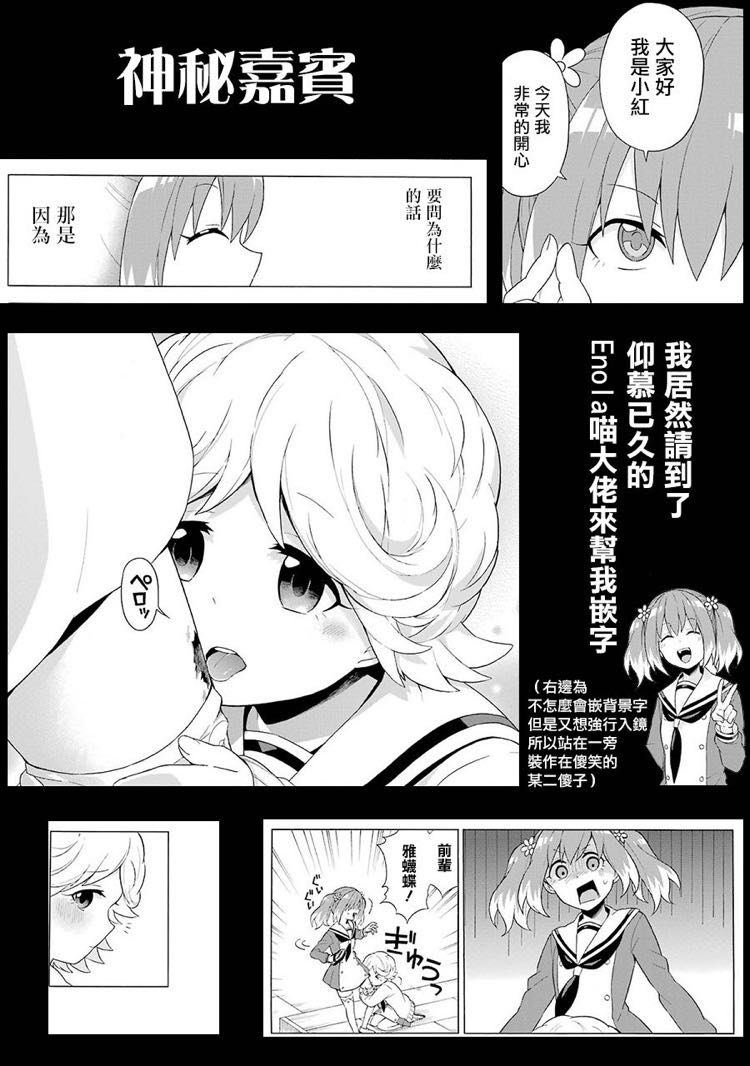 神秘嘉賓
大家好
我是小紅
今天我
非常的開心
要問為什麼
的話
那是
因為
我居然請到了
仰慕已久的
Enola喵大佬來幫我嵌字
ペロッ
（右邊為
不怎麼會嵌背景字
但是又想強行入鏡
所以站在一旁
裝作在傻笑的
某二傻子）
前輩
雅蠛蝶！
ぐいぐい
ぎゅうっ